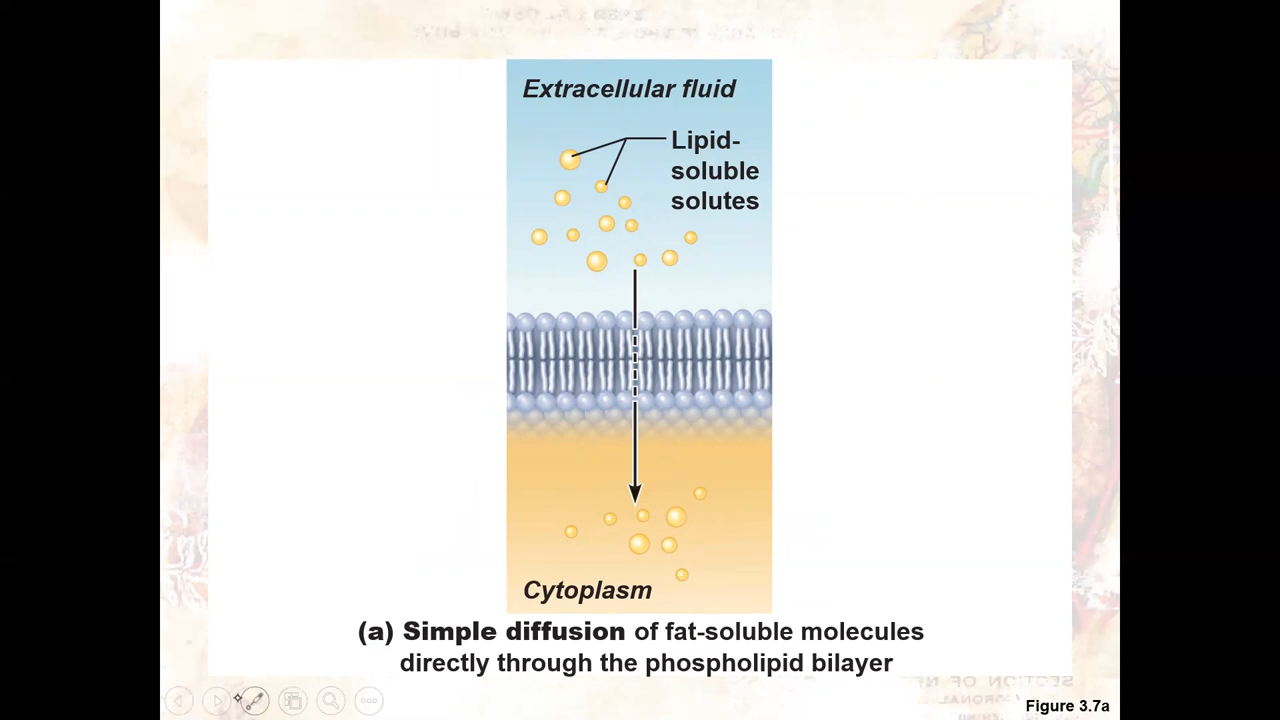 Extracellular fluid
Lipid-
soluble
solutes
Cytoplasm
(a) Simple diffusion of fat-soluble molecules
directly through the phospholipid bilayer
Figure 3.7a